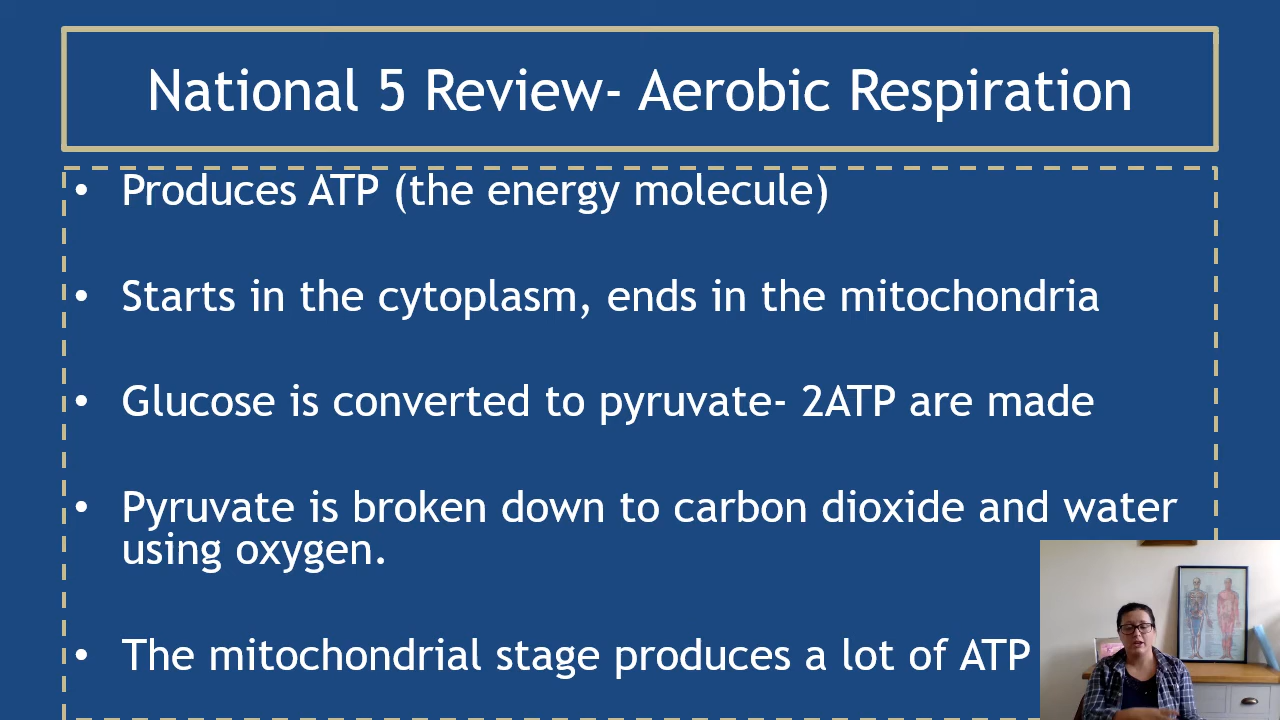 National 5 Review- Aerobic Respiration
• Produces ATP (the energy molecule)
• Starts in the cytoplasm, ends in the mitochondria
• Glucose is converted to pyruvate- 2ATP are made
• Pyruvate is broken down to carbon dioxide and water
using oxygen.
• The mitochondrial stage produces a lot of ATP